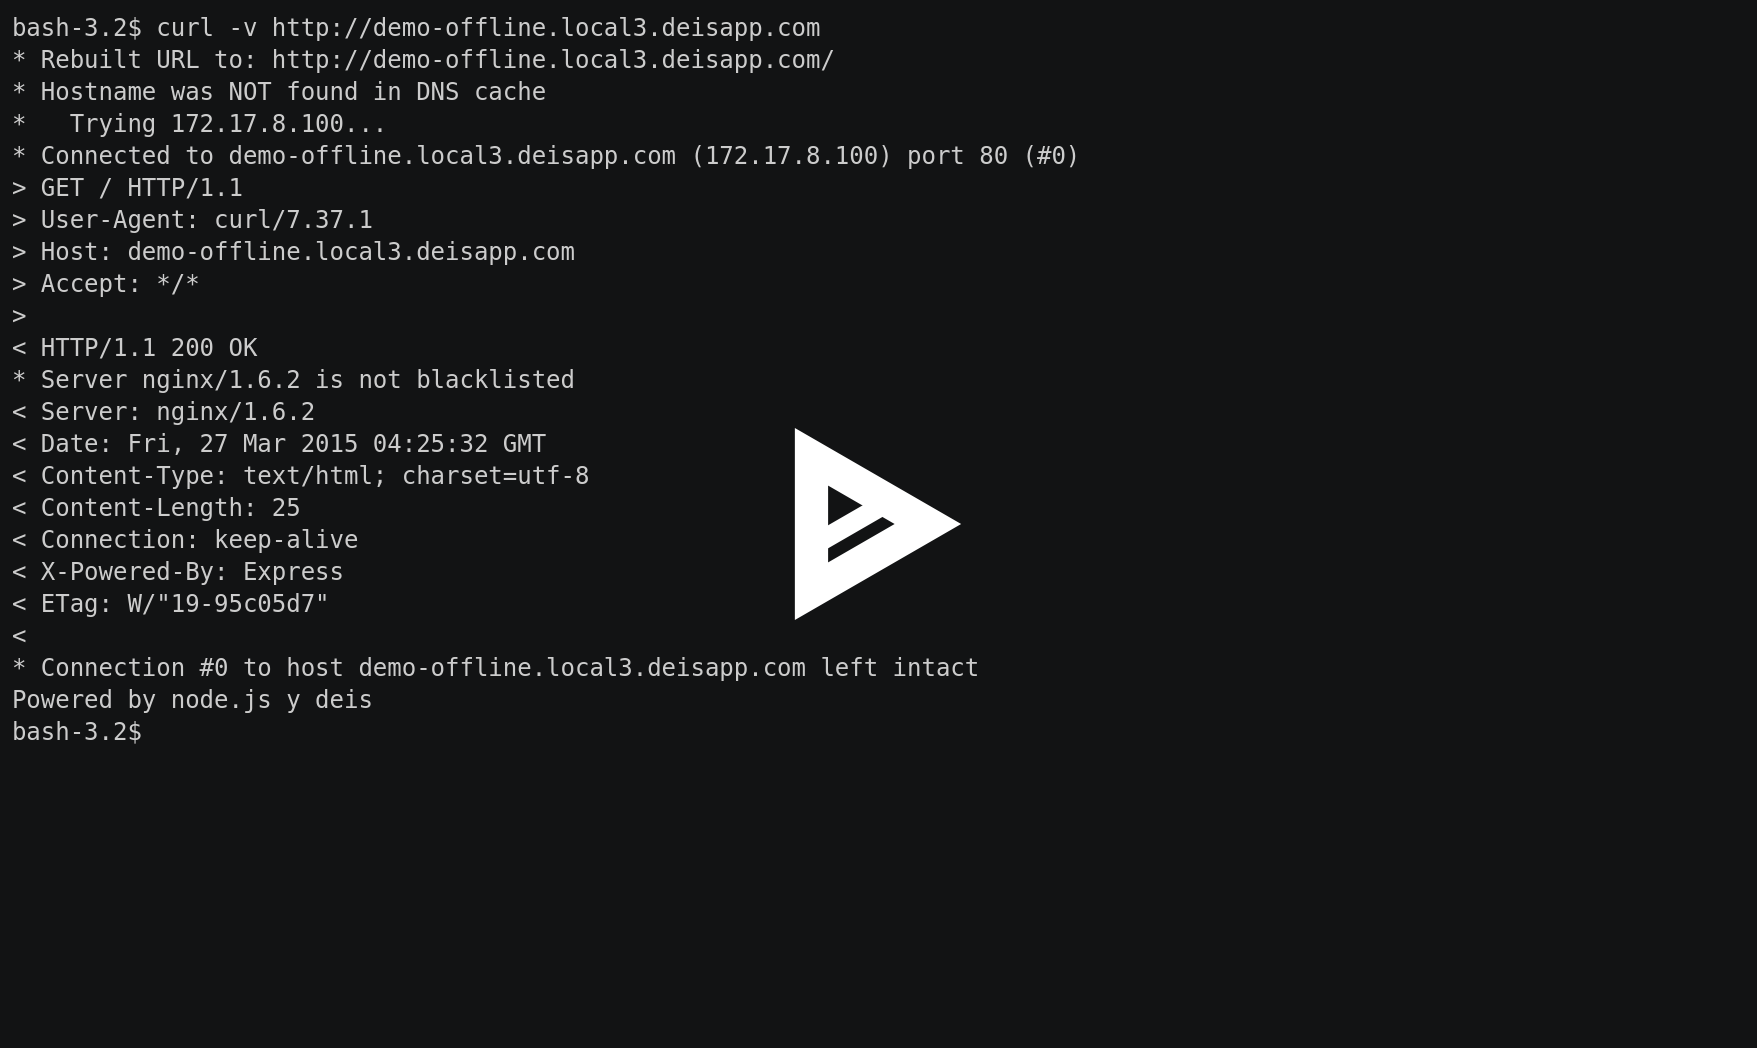 bash-3.2$ curl -v http://demo-offline.local3.deisapp.com
* Rebuilt URL to: http://demo-offline.local3.deisapp.com/
* Hostname was NOT found in DNS cache
*   Trying 172.17.8.100...
* Connected to demo-offline.local3.deisapp.com (172.17.8.100) port 80 (#0)
> GET / HTTP/1.1
> User-Agent: curl/7.37.1
> Host: demo-offline.local3.deisapp.com
> Accept: */*
>
< HTTP/1.1 200 OK
* Server nginx/1.6.2 is not blacklisted
< Server: nginx/1.6.2
< Date: Fri, 27 Mar 2015 04:25:32 GMT
< Content-Type: text/html; charset=utf-8
< Content-Length: 25
< Connection: keep-alive
< X-Powered-By: Express
< ETag: W/"19-95c05d7"
<
* Connection #0 to host demo-offline.local3.deisapp.com left intact
Powered by node.js y deis
bash-3.2$